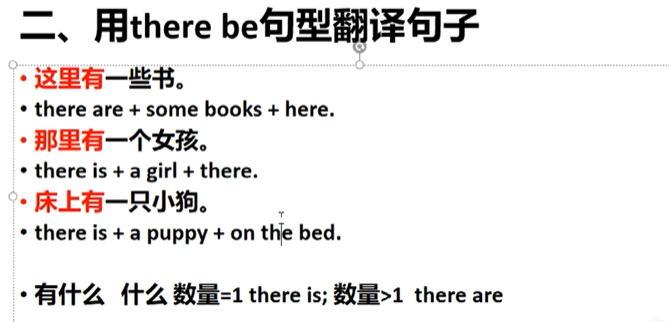 二、用there be句型翻译句子
• 这里有一些书。
• there are + some books + here.
• 那里有一个女孩。
• there is + a girl + there.
• 床上有一只小狗。
• there is + a puppy + on the bed.
• 有什么 什么 数量=1 there is; 数量>1 there are